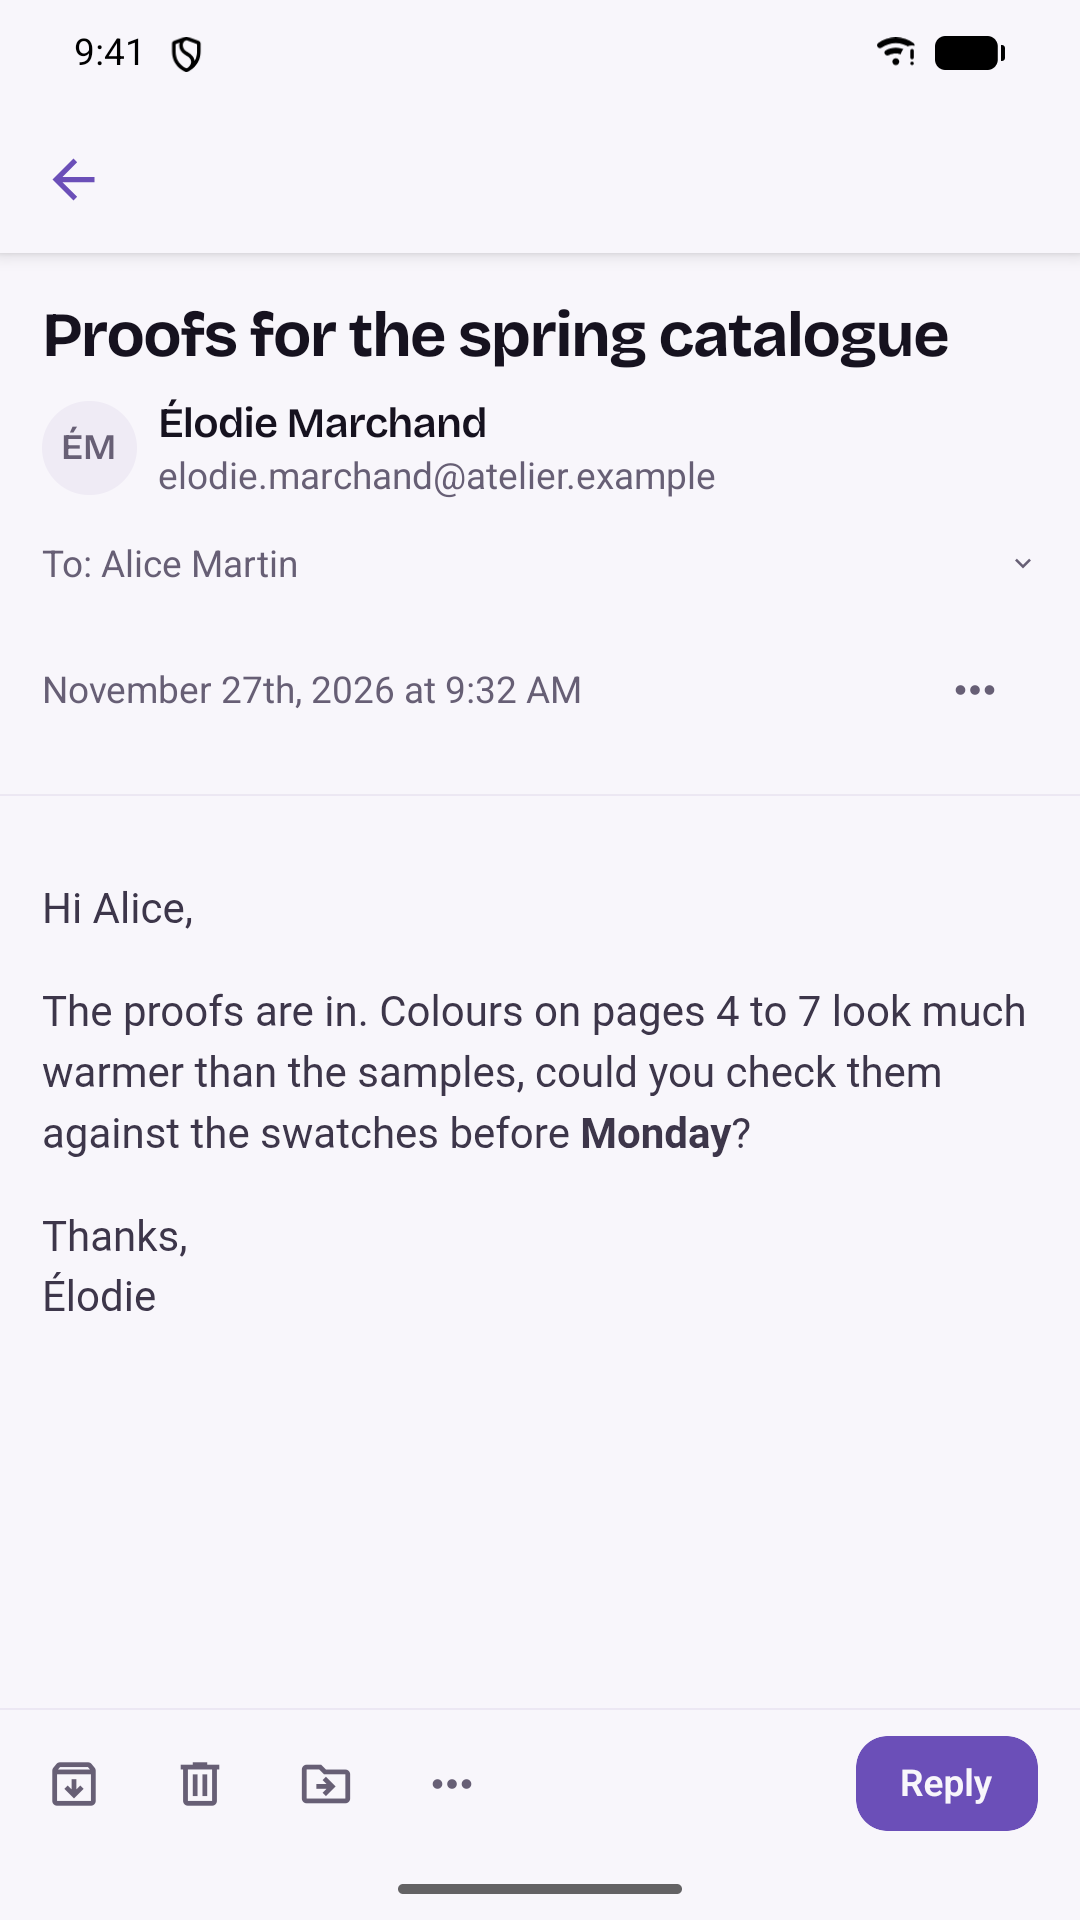 9:41
Proofs for the spring catalogue
ÉM
Élodie Marchand
elodie.marchand@atelier.example
To: Alice Martin
November 27th, 2026 at 9:32 AM
Hi Alice,
The proofs are in. Colours on pages 4 to 7 look much
warmer than the samples, could you check them
against the swatches before Monday?
Thanks,
Élodie
Reply